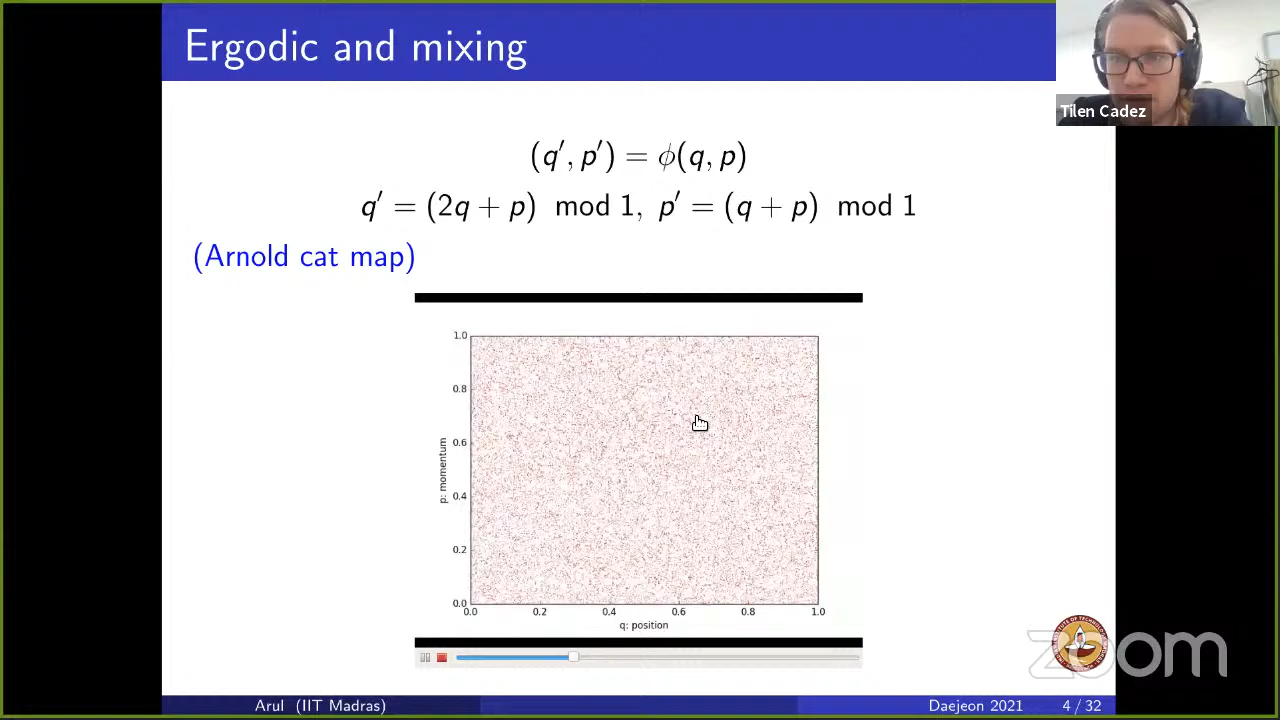 Ergodic and mixing
Tilen Cadez
(q′, p′) = ϕ(q, p)
q′ = (2q + p) mod 1, p′ = (q + p) mod 1
(Arnold cat map)
1.0
0.8
0.6
0.4
0.2
0.0
p: momentum
0.0 0.2 0.4 0.6 0.8 1.0
q: position
zoom
Arul (IIT Madras)
Daejeon 2021 4 / 32